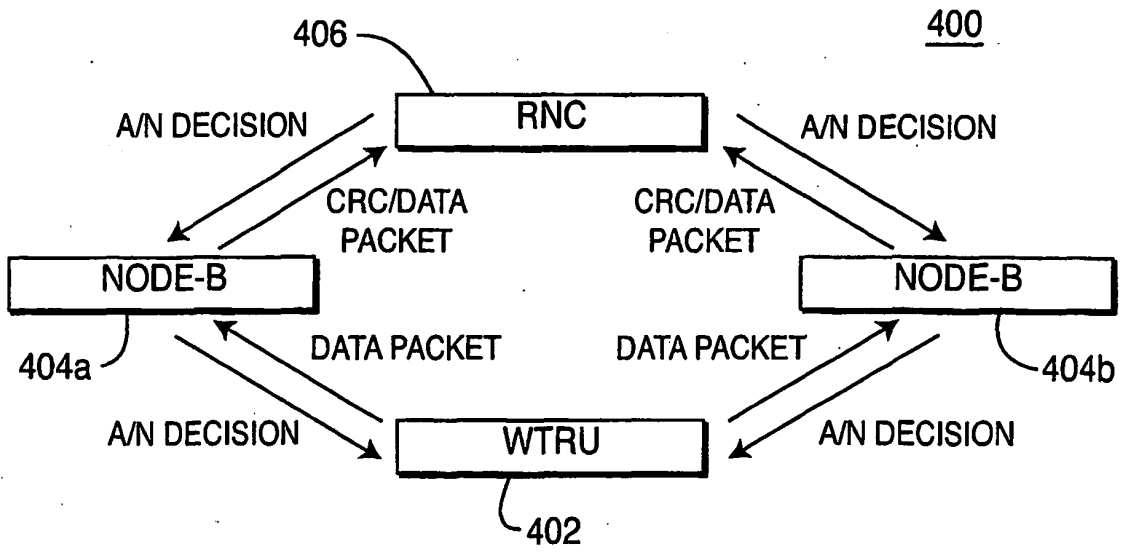 400
406
RNC
A/N DECISION
A/N DECISION
CRC/DATA
PACKET
CRC/DATA
PACKET
NODE-B
NODE-B
404a
DATA PACKET
DATA PACKET
404b
A/N DECISION
WTRU
A/N DECISION
402